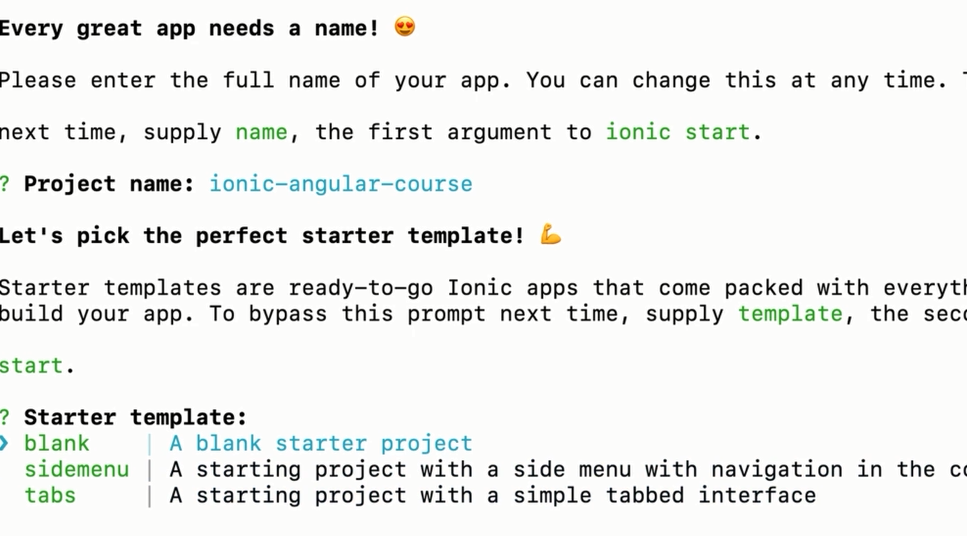 Every great app needs a name! 😍
Please enter the full name of your app. You can change this at any time.
next time, supply name, the first argument to ionic start.
? Project name: ionic-angular-course
Let's pick the perfect starter template! 💪
Starter templates are ready-to-go Ionic apps that come packed with
build your app. To bypass this prompt next time, supply template, the
start.
? Starter template:
❯ blank | A blank starter project
sidemenu | A starting project with a side menu with navigation in the
tabs | A starting project with a simple tabbed interface